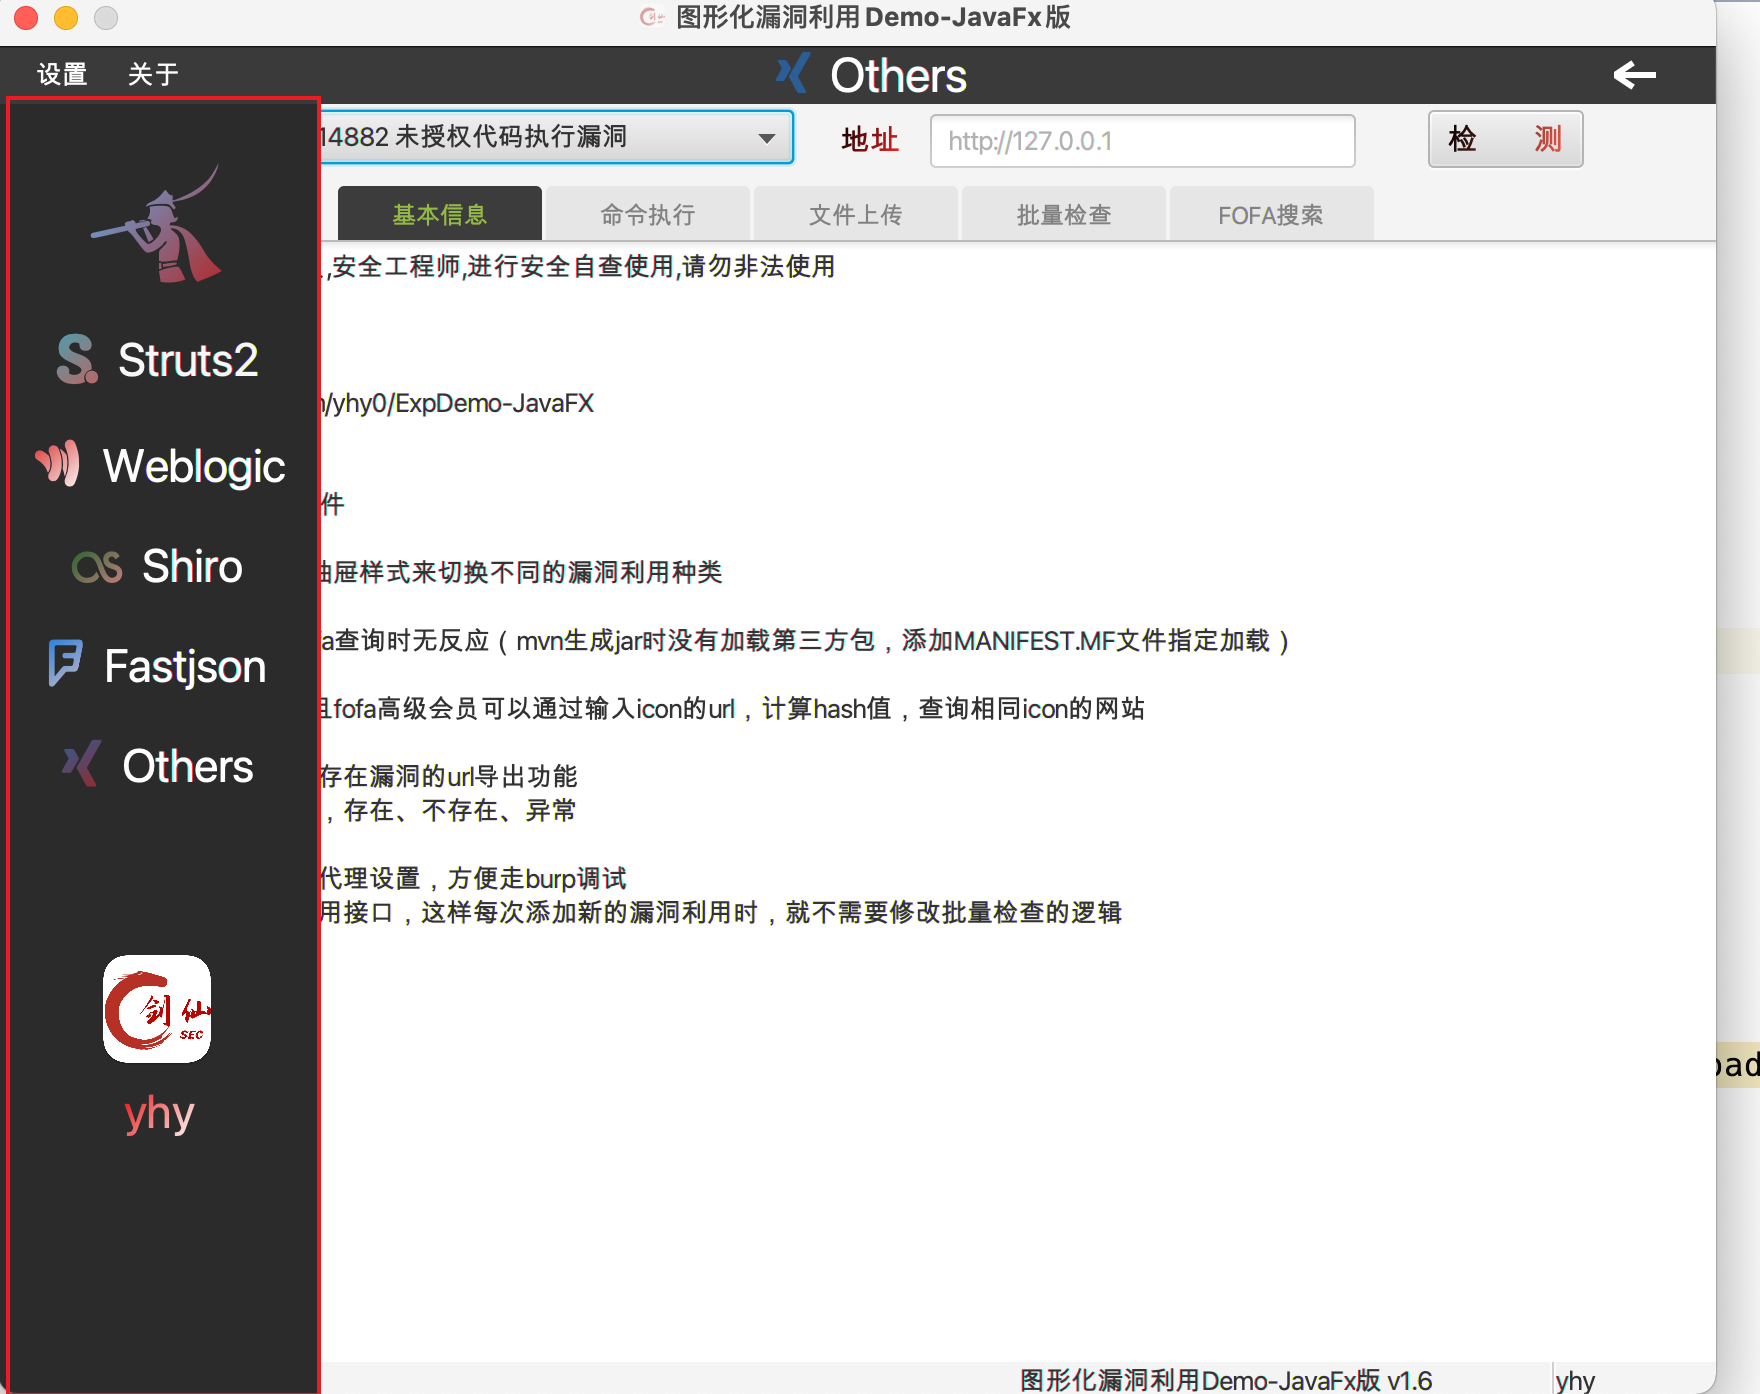 图形化漏洞利用Demo-JavaFx版
设置 关于 Others
14882 未授权代码执行漏洞 地址 http://127.0.0.1 检 测
基本信息 命令执行 文件上传 批量检查 FOFA搜索
,安全工程师,进行安全自查使用,请勿非法使用
Struts2
/yhy0/ExpDemo-JavaFX
Weblogic
件
Shiro
屉样式来切换不同的漏洞利用种类
fa查询时无反应（mvn生成jar时没有加载第三方包，添加MANIFEST.MF文件指定加载）
Fastjson
fofa高级会员可以通过输入icon的url，计算hash值，查询相同icon的网站
Others
存在漏洞的url导出功能
，存在、不存在、异常
代理设置，方便走burp调试
用接口，这样每次添加新的漏洞利用时，就不需要修改批量检查的逻辑
剑仙
SEC
oad
yhy
图形化漏洞利用Demo-JavaFx版 v1.6 yhy